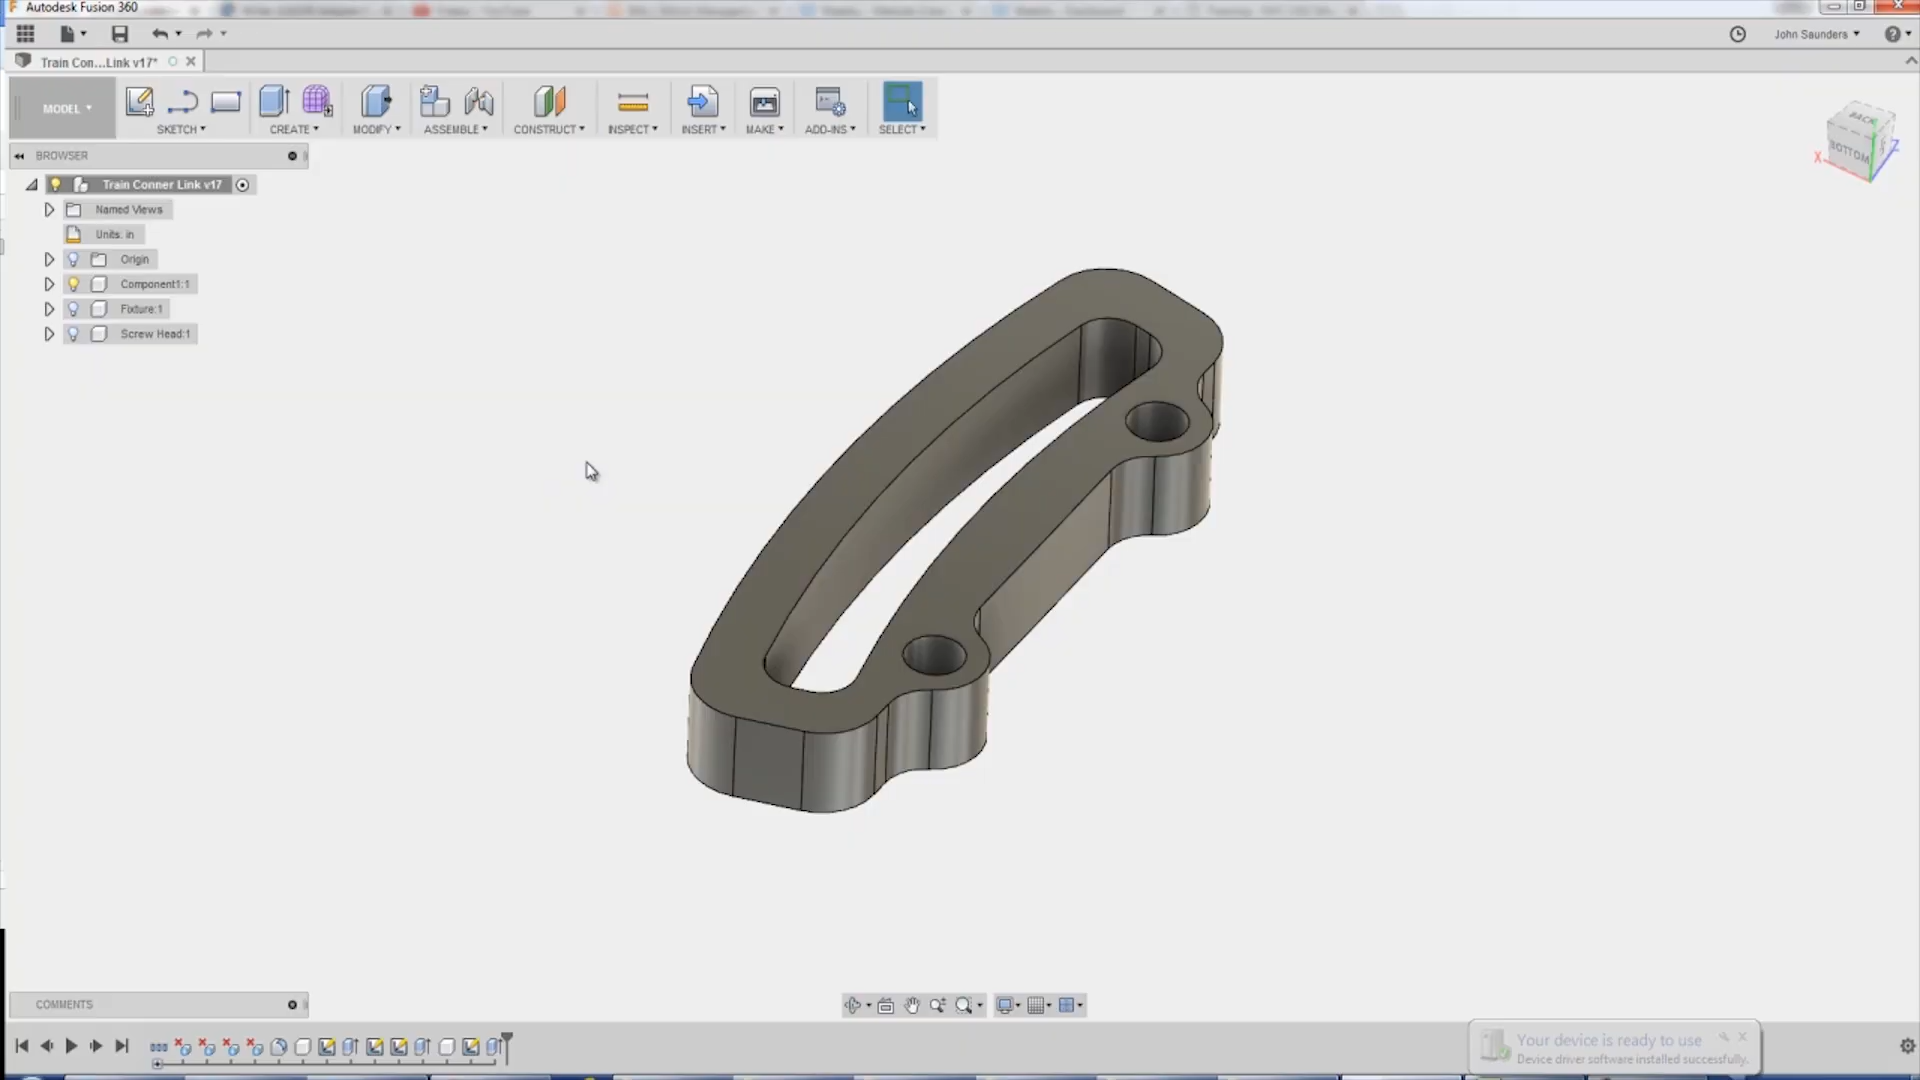 Autodesk Fusion 360
John Saunders
Train Con...Link v17*
MODEL
SKETCH
CREATE
MODIFY
ASSEMBLE
CONSTRUCT
INSPECT
INSERT
MAKE
ADD-INS
SELECT
BROWSER
Train Conner Link v17
Named Views
Units: in
Origin
Component1:1
Fixture:1
Screw Head:1
BACK
BOTTOM
X
Z
COMMENTS
Your device is ready to use
Device driver software installed successfully.